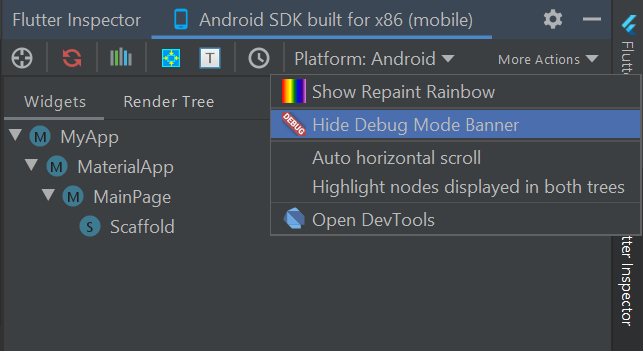 Flutter Inspector
Android SDK built for x86 (mobile)
T
Platform: Android
More Actions
Widgets
Render Tree
Show Repaint Rainbow
DEBUG
Hide Debug Mode Banner
Auto horizontal scroll
Highlight nodes displayed in both trees
Open DevTools
M MyApp
M MaterialApp
M MainPage
S Scaffold
Flutt
tter Inspector